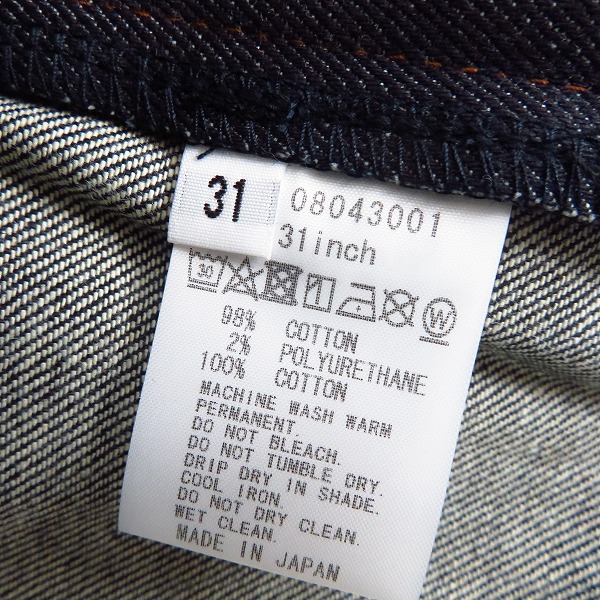 31
08043001
31inch
98% COTTON
2% POLYURETHANE
100% COTTON
MACHINE WASH WARM
PERMANENT.
DO NOT BLEACH.
DO NOT TUMBLE DRY.
DRIP DRY IN SHADE.
COOL IRON.
DO NOT DRY CLEAN.
WET CLEAN.
MADE IN JAPAN